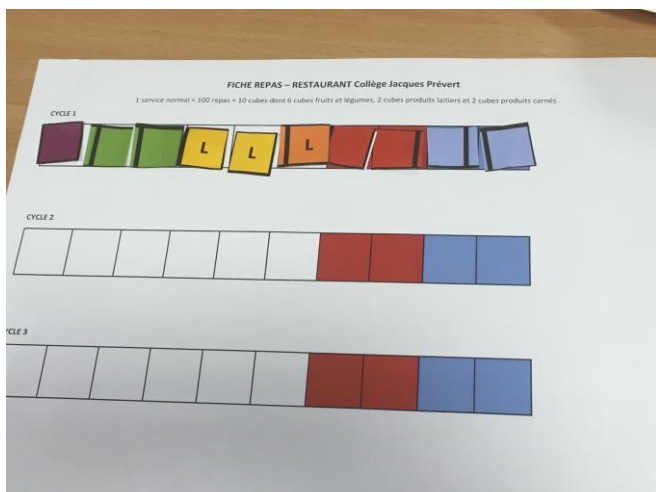 FICHE REPAS – RESTAURANT Collège Jacques Prévert
1 service normal = 100 repas = 10 cubes dont 6 cubes fruits et légumes, 2 cubes produits laitiers et 2 cubes produits carnés
CYCLE 1
L L L
CYCLE 2
YCLE 3